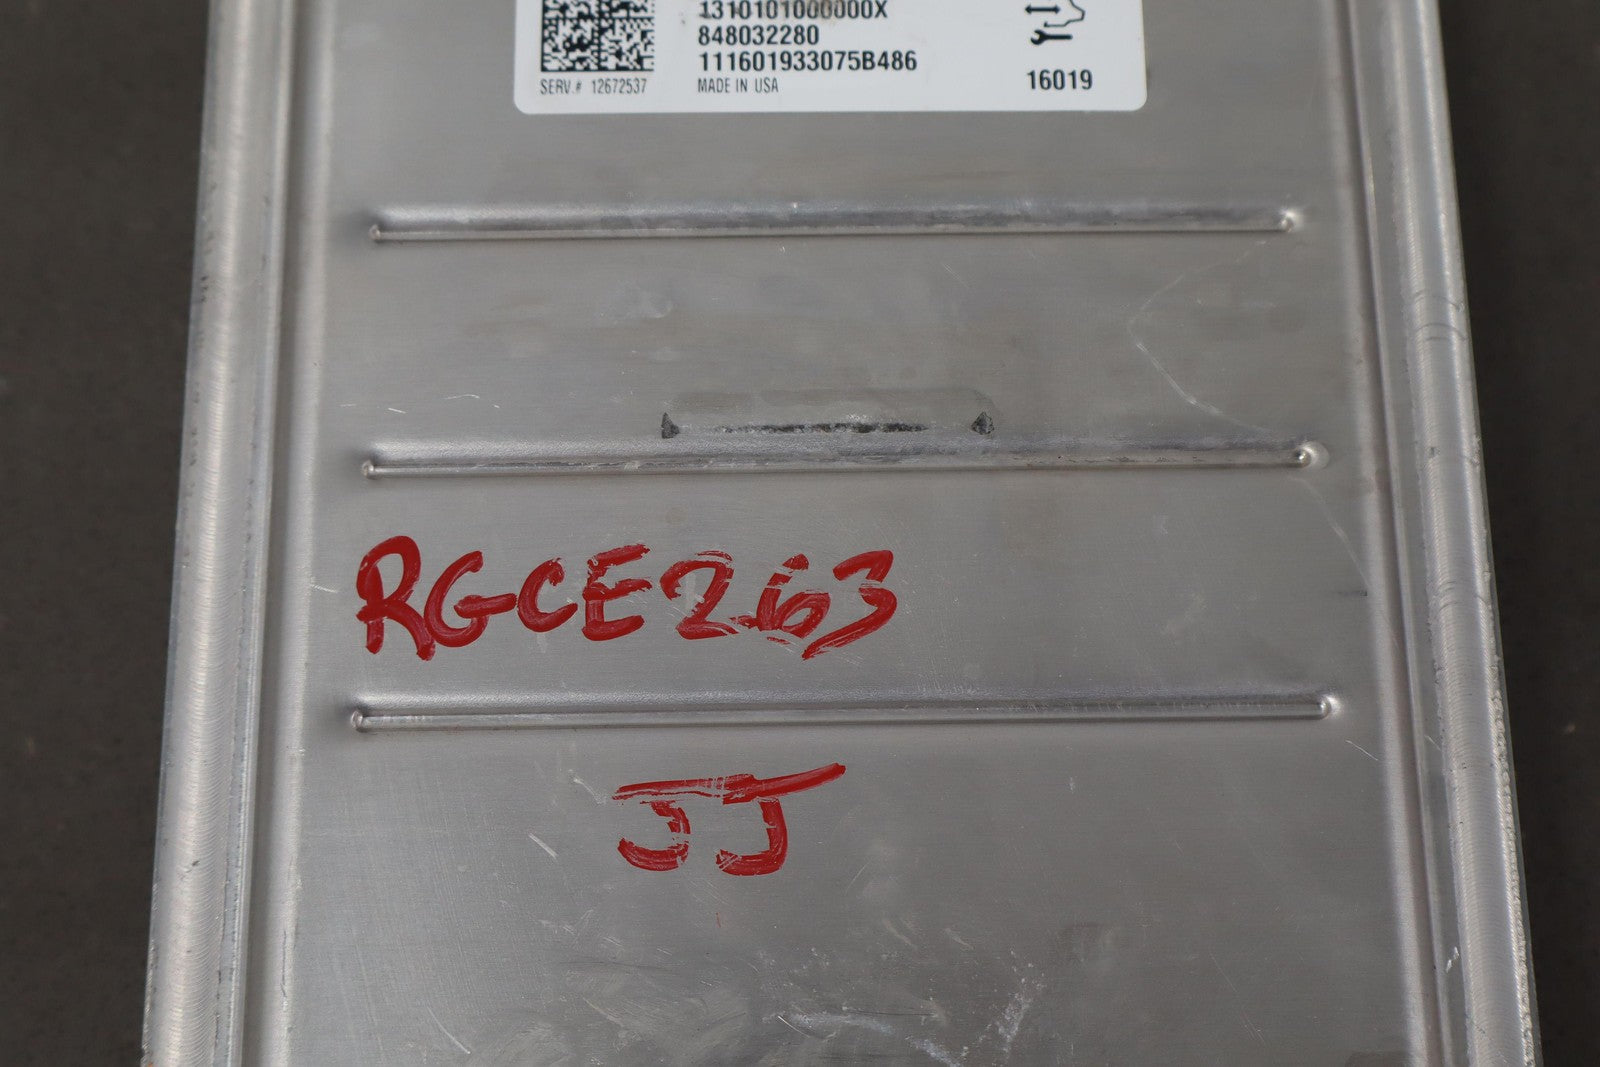 1310101000000X
848032280
111601933075B486
SERV.# 12672537
MADE IN USA
16019
RGCE263
JJ